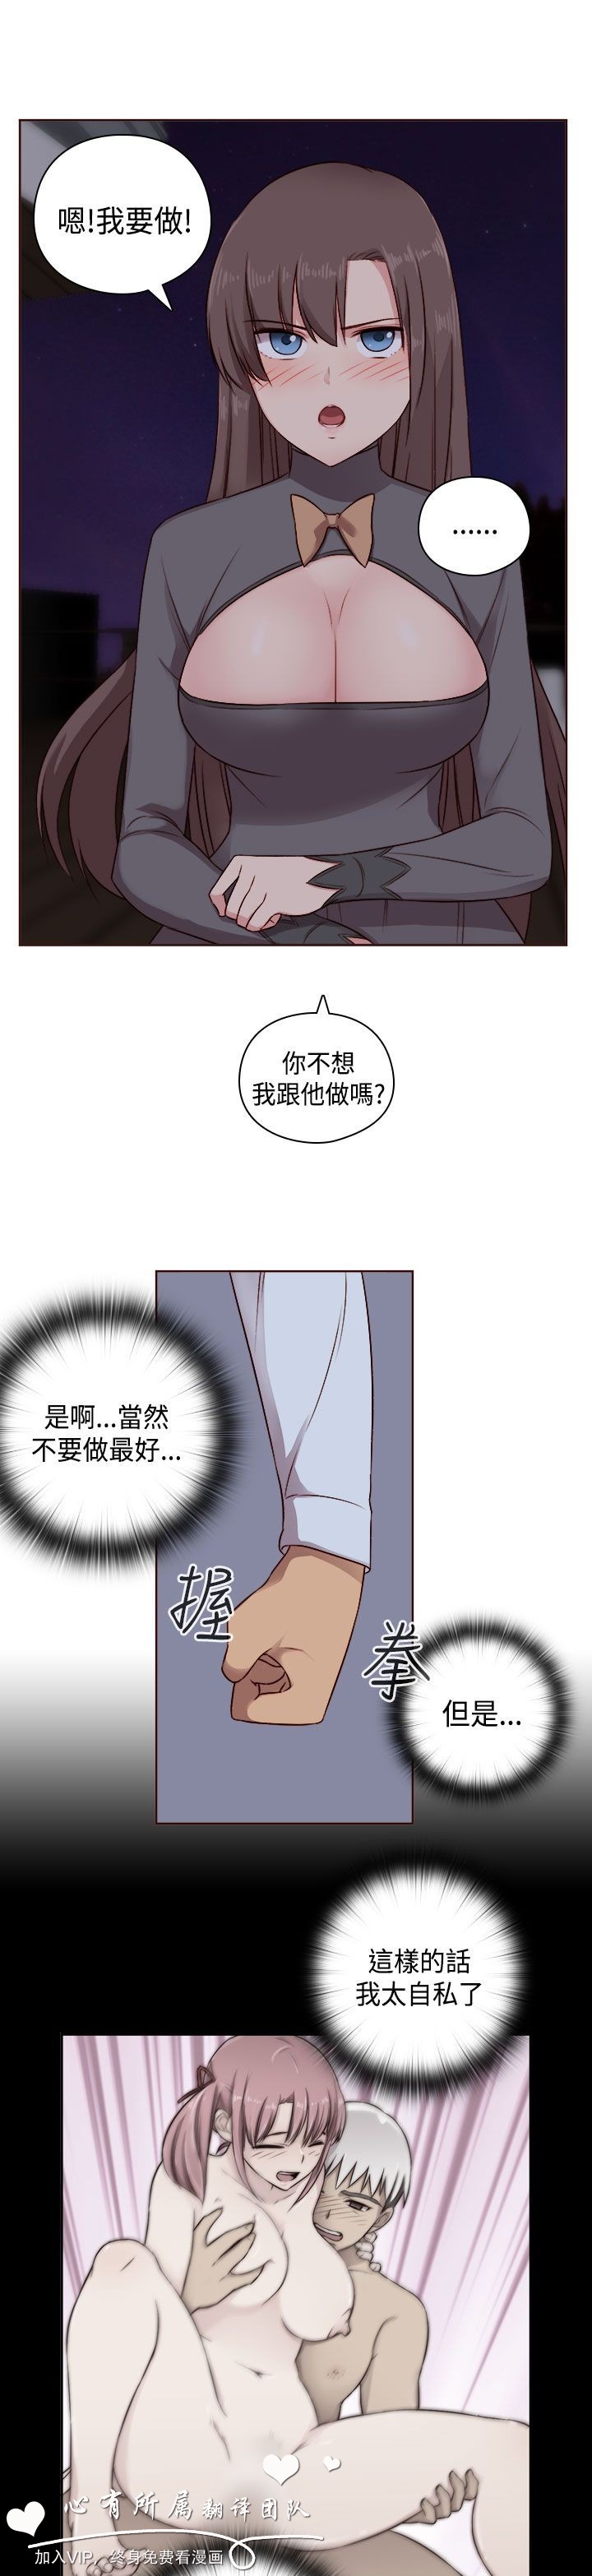 嗯!我要做!
……
你不想
我跟他做嗎?
是啊...當然
不要做最好...
握
拳
但是...
這樣的話
我太自私了
心有所属翻译团队
加入VIP，终身免费看漫画